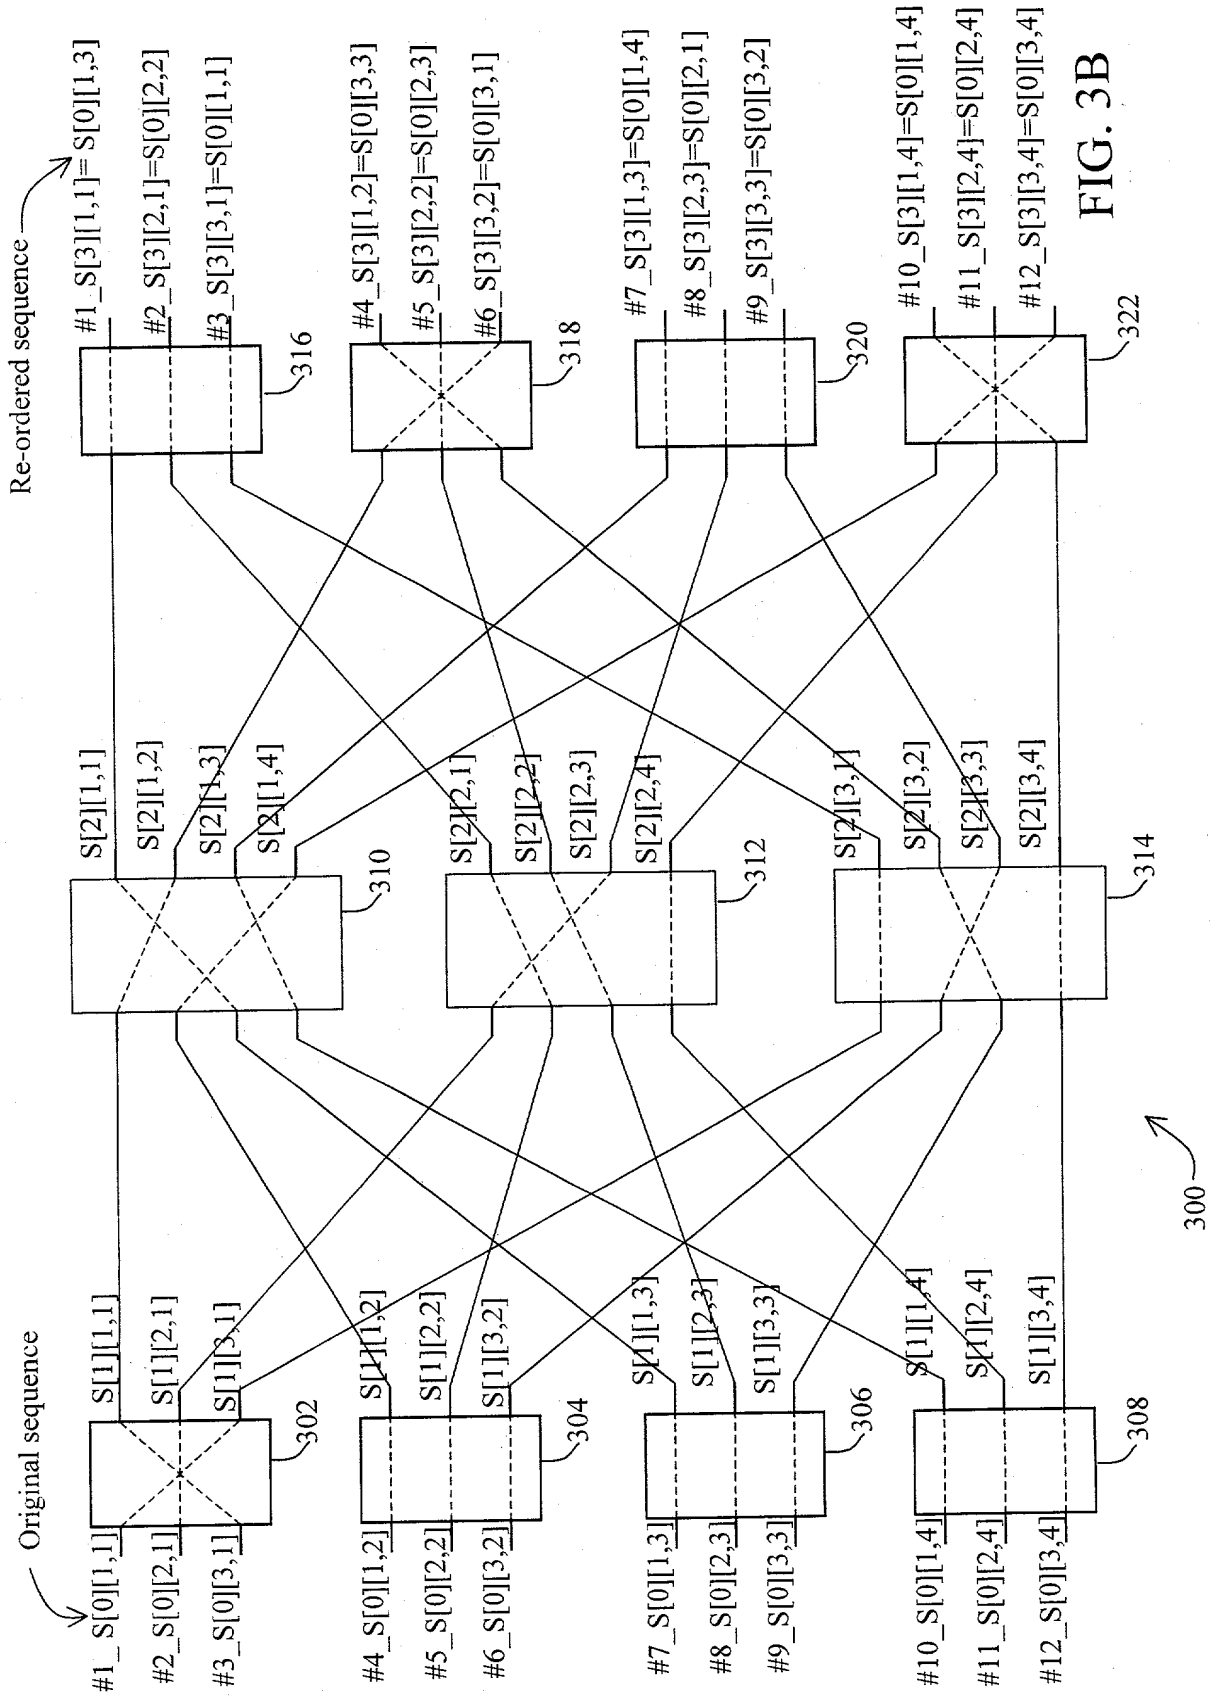 Original sequence
Re-ordered sequence
#1_S[0][1,1]
#2_S[0][2,1]
#3_S[0][3,1]
302
S[1][1,1]
S[1][2,1]
S[1][3,1]
#4_S[0][1,2]
#5_S[0][2,2]
#6_S[0][3,2]
304
S[1][1,2]
S[1][2,2]
S[1][3,2]
#7_S[0][1,3]
#8_S[0][2,3]
#9_S[0][3,3]
306
S[1][1,3]
S[1][2,3]
S[1][3,3]
#10_S[0][1,4]
#11_S[0][2,4]
#12_S[0][3,4]
308
S[1][1,4]
S[1][2,4]
S[1][3,4]
310
S[2][1,1]
S[2][1,2]
S[2][1,3]
S[2][1,4]
312
S[2][2,1]
S[2][2,2]
S[2][2,3]
S[2][2,4]
314
S[2][3,1]
S[2][3,2]
S[2][3,3]
S[2][3,4]
316
#1_S[3][1,1]= S[0][1,3]
#2_S[3][2,1]=S[0][2,2]
#3_S[3][3,1]=S[0][1,1]
318
#4_S[3][1,2]=S[0][3,3]
#5_S[3][2,2]=S[0][2,3]
#6_S[3][3,2]=S[0][3,1]
320
#7_S[3][1,3]=S[0][1,4]
#8_S[3][2,3]=S[0][2,1]
#9_S[3][3,3]=S[0][3,2]
322
#10_S[3][1,4]=S[0][1,4]
#11_S[3][2,4]=S[0][2,4]
#12_S[3][3,4]=S[0][3,4]
300
FIG. 3B